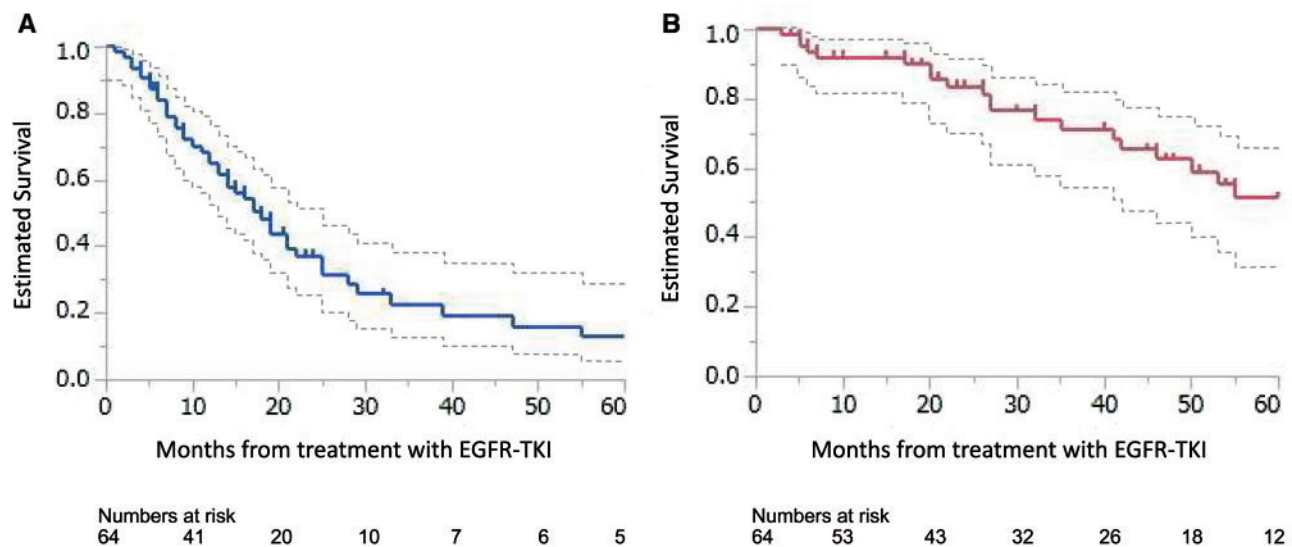 A
Estimated Survival
1.0
0.8
0.6
0.4
0.2
0.0
0 10 20 30 40 50 60
Months from treatment with EGFR-TKI
Numbers at risk
64 41 20 10 7 6 5
B
Estimated Survival
1.0
0.8
0.6
0.4
0.2
0.0
0 10 20 30 40 50 60
Months from treatment with EGFR-TKI
Numbers at risk
64 53 43 32 26 18 12